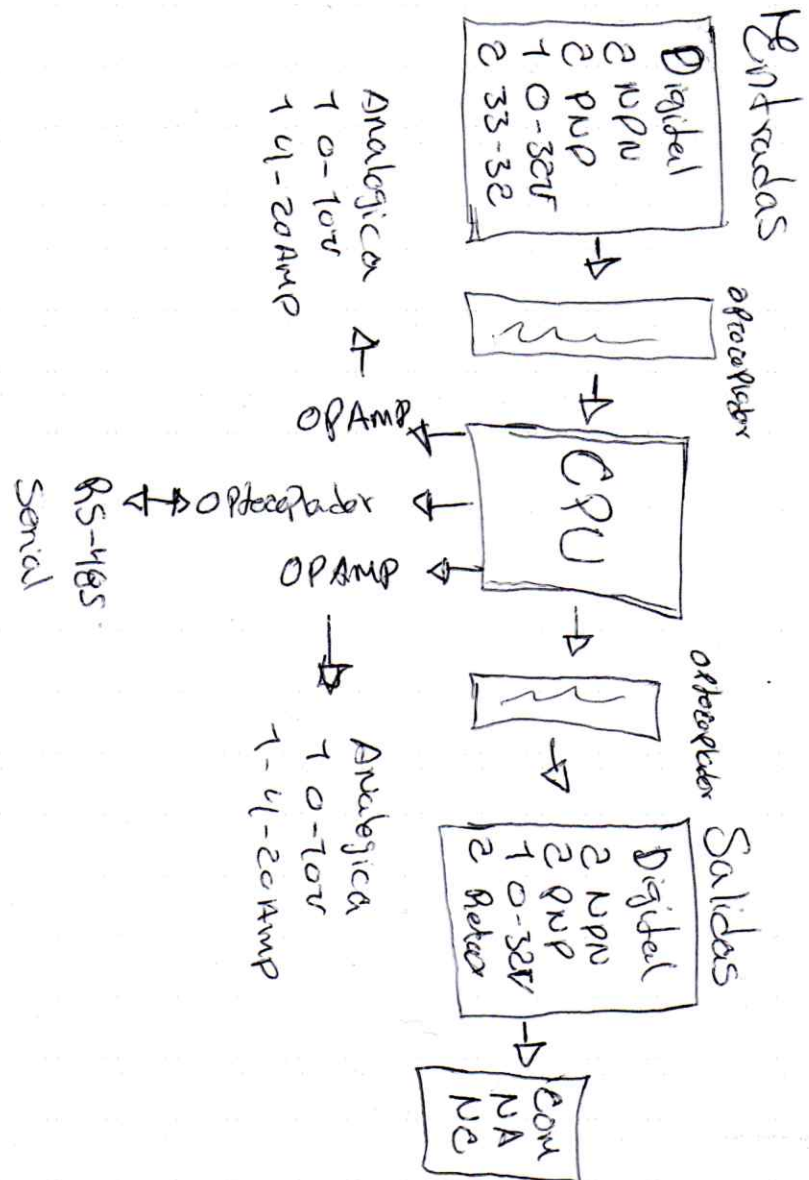 Entradas
Digital
2 NPN
2 PNP
1 0-32V
2 33-32
optocoplador
CPU
optocoplador
Salidas
Digital
2 NPN
2 PNP
1 0-32V
2
COM
NA
NC
OPAMP
Analogica
1 0-10V
1 4-20AMP
Optocoplador
RS-485
Serial
OPAMP
Analogica
1 0-10V
1-4-20AMP